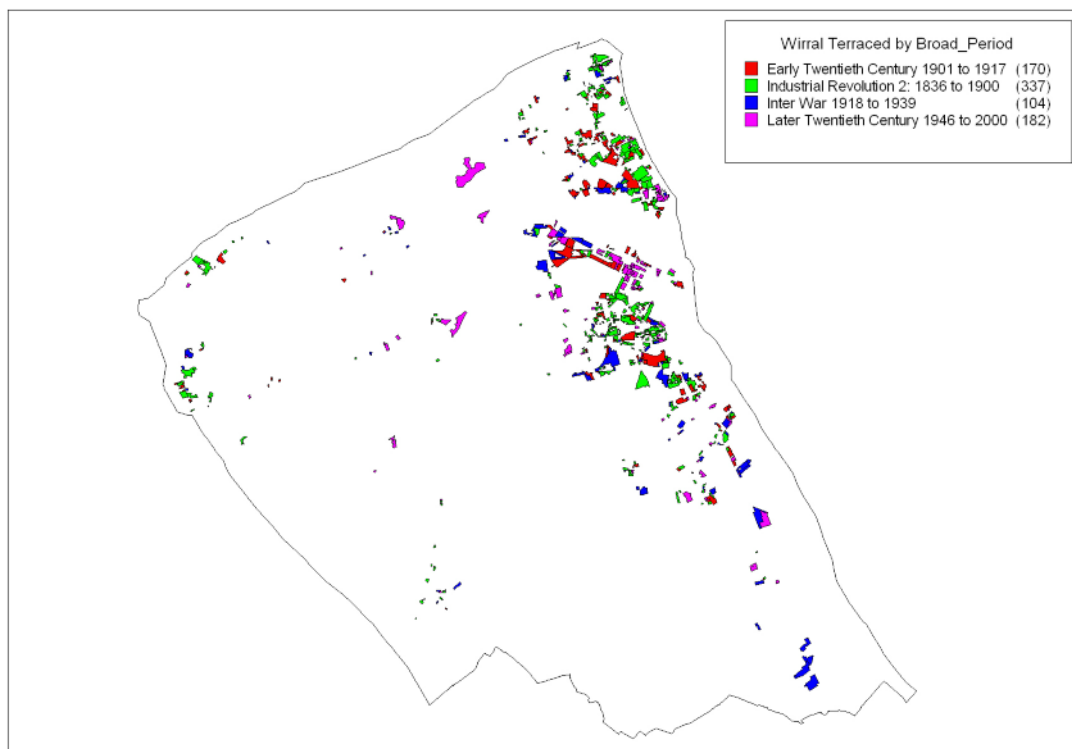 Wirral Terraced by Broad_Period
Early Twentieth Century 1901 to 1917 (170)
Industrial Revolution 2: 1836 to 1900 (337)
Inter War 1918 to 1939 (104)
Later Twentieth Century 1946 to 2000 (182)